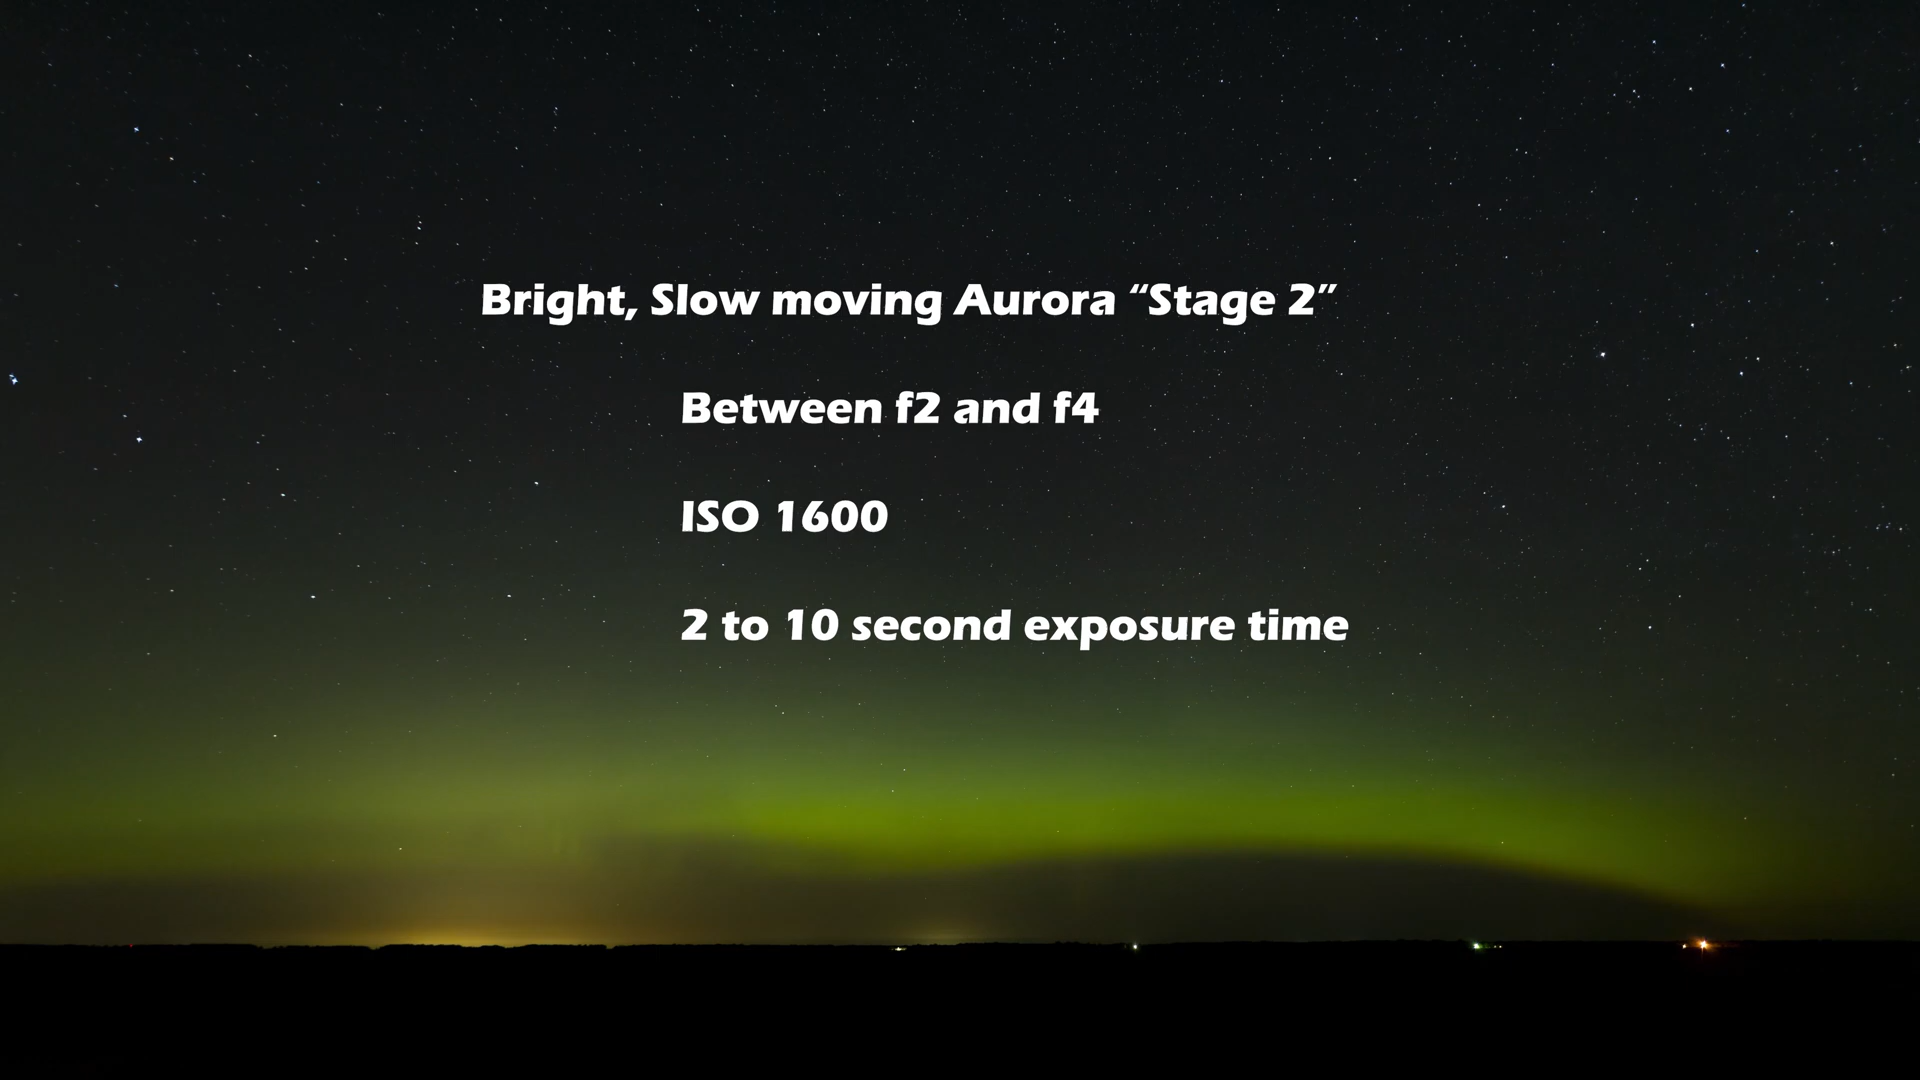 Bright, Slow moving Aurora “Stage 2”
Between f2 and f4
ISO 1600
2 to 10 second exposure time